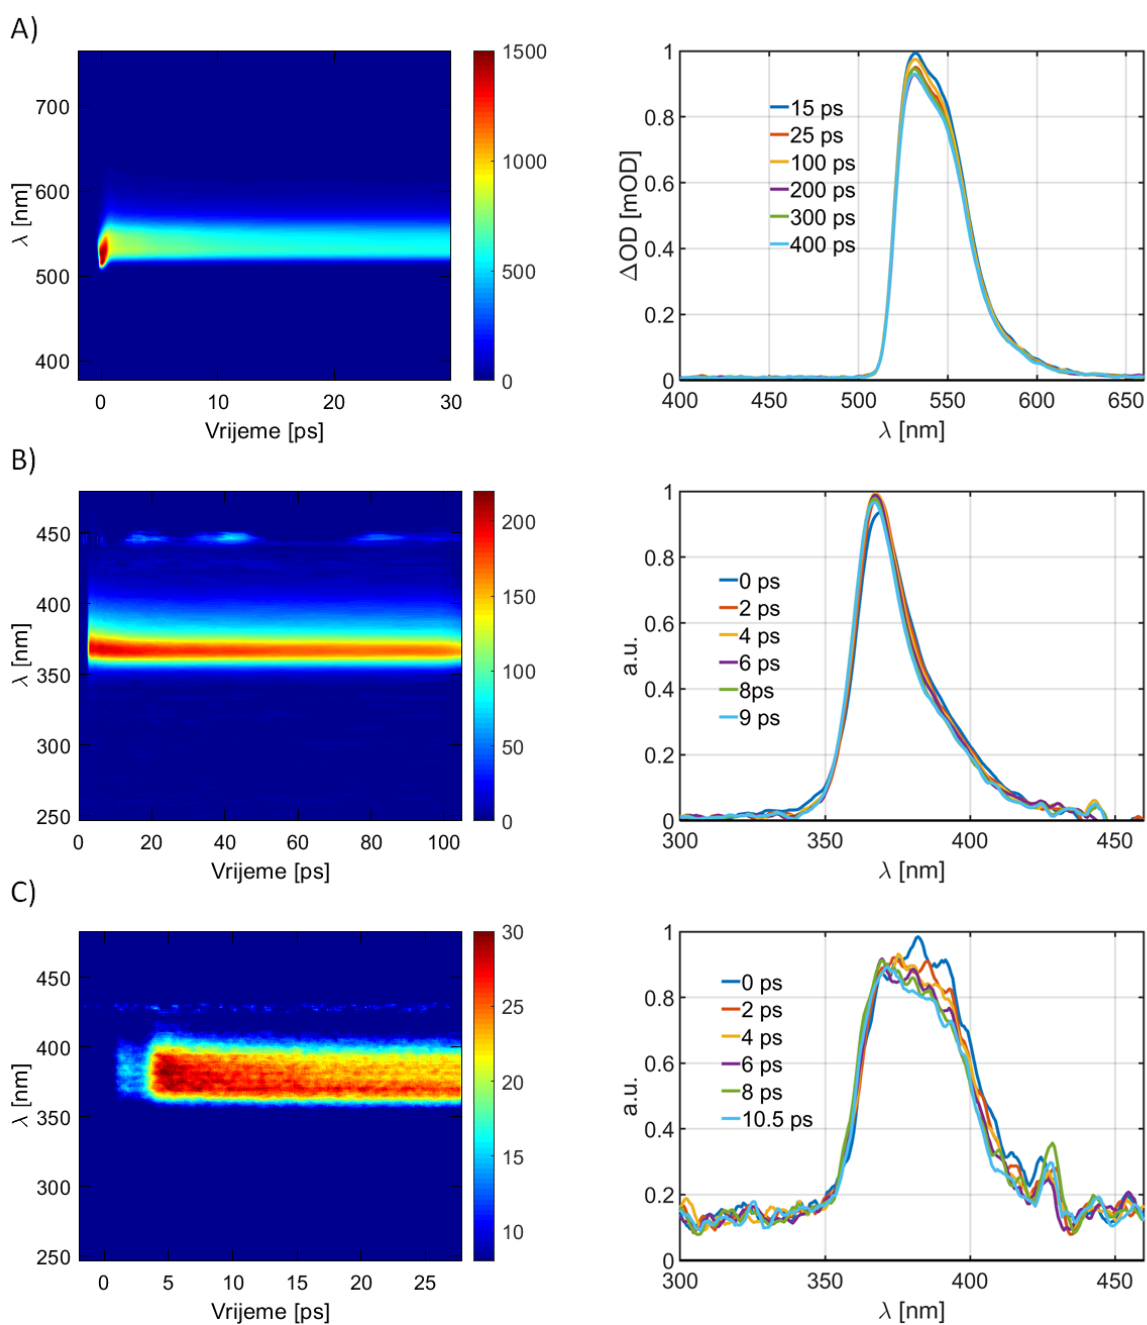 A)
1500
1000
500
0
700
600
500
400
λ [nm]
0
10
20
30
Vrijeme [ps]
1
0.8
0.6
0.4
0.2
0
ΔOD [mOD]
15 ps
25 ps
100 ps
200 ps
300 ps
400 ps
400
450
500
550
600
650
λ [nm]
B)
200
150
100
50
0
450
400
350
300
250
λ [nm]
0
20
40
60
80
100
Vrijeme [ps]
1
0.8
0.6
0.4
0.2
0
a.u.
0 ps
2 ps
4 ps
6 ps
8ps
9 ps
300
350
400
450
λ [nm]
C)
30
25
20
15
10
450
400
350
300
250
λ [nm]
0
5
10
15
20
25
Vrijeme [ps]
1
0.8
0.6
0.4
0.2
0
a.u.
0 ps
2 ps
4 ps
6 ps
8 ps
10.5 ps
300
350
400
450
λ [nm]